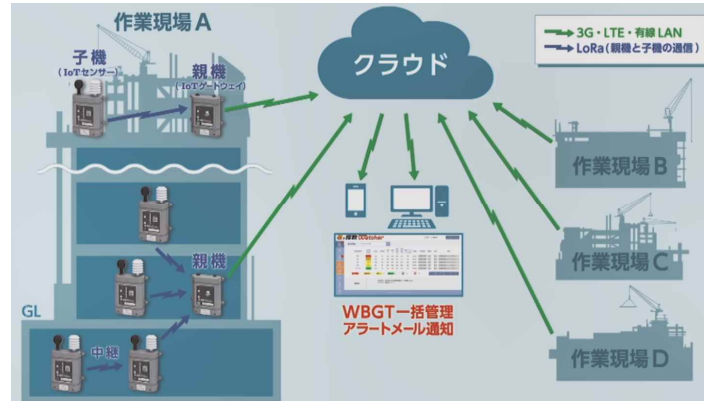 作業現場A
子機
(IoTセンサー)
親機
(IoTゲートウェイ)
クラウド
3G・LTE・有線LAN
LoRa(親機と子機の通信)
作業現場B
親機
作業現場C
Watcher
WBGT一括管理
アラートメール通知
GL
中継
作業現場D